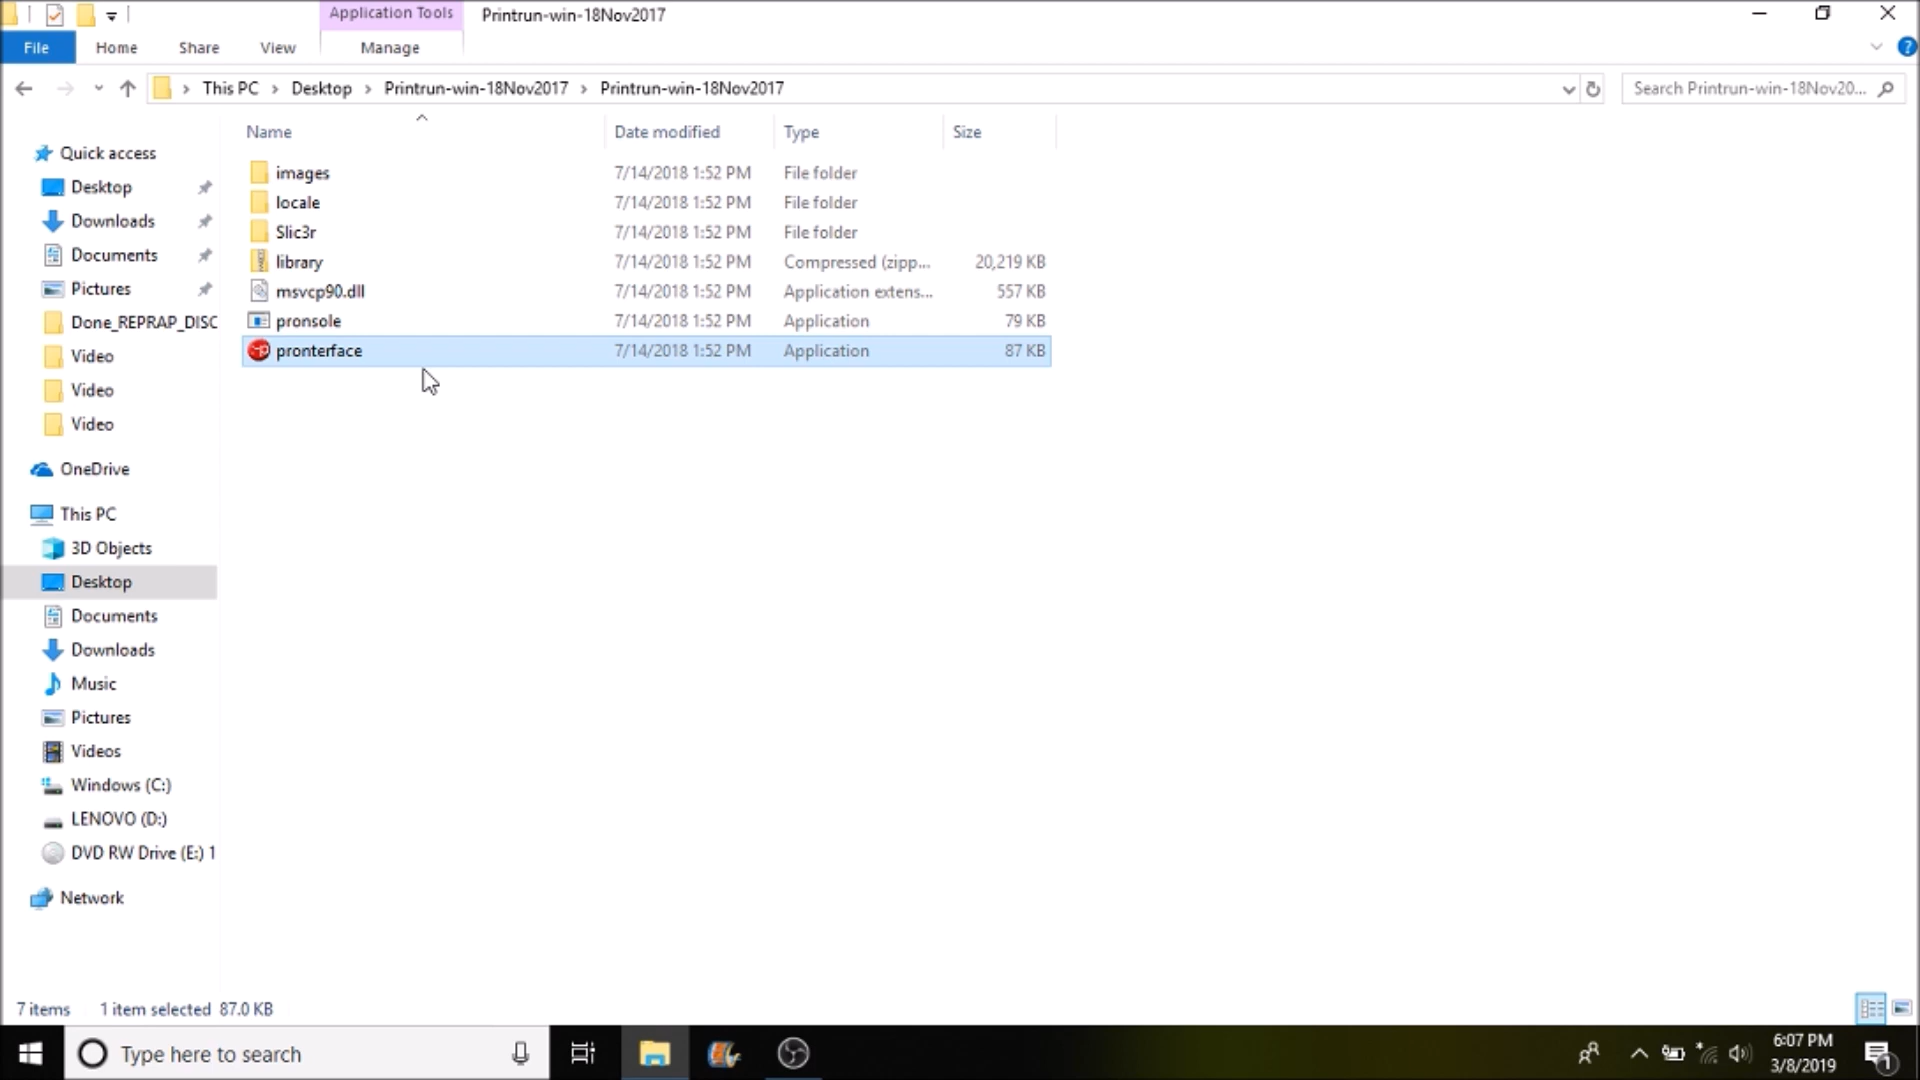 Application Tools
Printrun-win-18Nov2017
File
Home
Share
View
Manage
This PC
Desktop
Printrun-win-18Nov2017
Printrun-win-18Nov2017
Search Printrun-win-18Nov20...
Name
Date modified
Type
Size
Quick access
Desktop
Downloads
Documents
Pictures
Done_REPRAP_DISC
Video
Video
Video
OneDrive
This PC
3D Objects
Desktop
Documents
Downloads
Music
Pictures
Videos
Windows (C:)
LENOVO (D:)
DVD RW Drive (E:) 1
Network
images 7/14/2018 1:52 PM File folder
locale 7/14/2018 1:52 PM File folder
Slic3r 7/14/2018 1:52 PM File folder
library 7/14/2018 1:52 PM Compressed (zipp... 20,219 KB
msvcp90.dll 7/14/2018 1:52 PM Application extens... 557 KB
pronsole 7/14/2018 1:52 PM Application 79 KB
pronterface 7/14/2018 1:52 PM Application 87 KB
7 items 1 item selected 87.0 KB
Type here to search
6:07 PM
3/8/2019
1